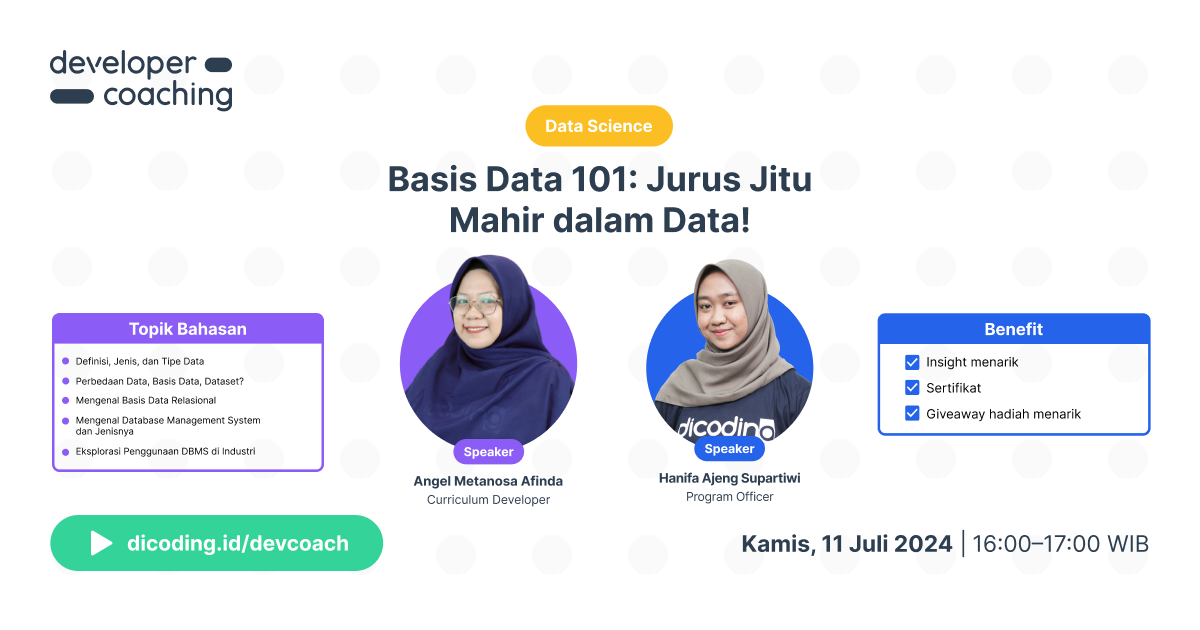 developer
coaching
Data Science
Basis Data 101: Jurus Jitu
Mahir dalam Data!
Topik Bahasan
Definisi, Jenis, dan Tipe Data
Perbedaan Data, Basis Data, Dataset?
Mengenal Basis Data Relasional
Mengenal Database Management System
dan Jenisnya
Eksplorasi Penggunaan DBMS di Industri
dicoding
Speaker
Angel Metanosa Afinda
Curriculum Developer
Speaker
Hanifa Ajeng Supartiwi
Program Officer
Benefit
Insight menarik
Sertifikat
Giveaway hadiah menarik
dicoding.id/devcoach
Kamis, 11 Juli 2024 | 16:00–17:00 WIB